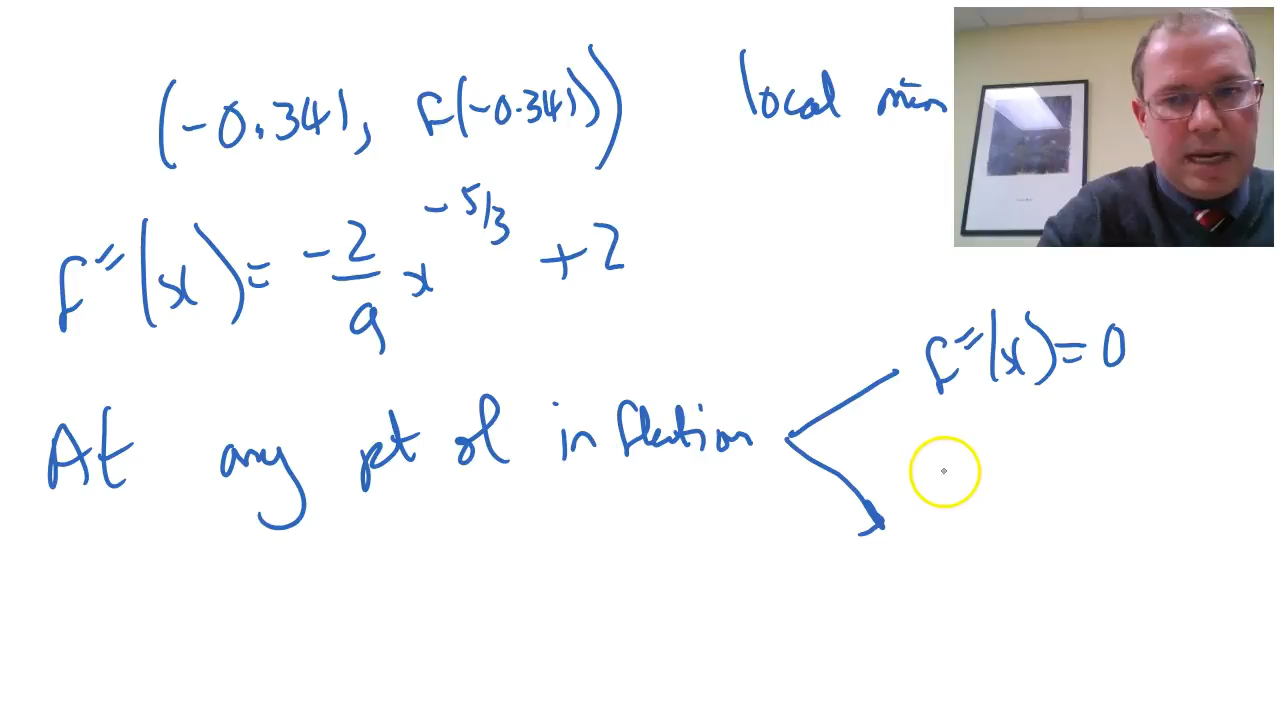 (-0.341, f(-0.341)) local min
f''(x) = -2/9 x^-5/3 + 2
f''(x) = 0
At any pt of inflection